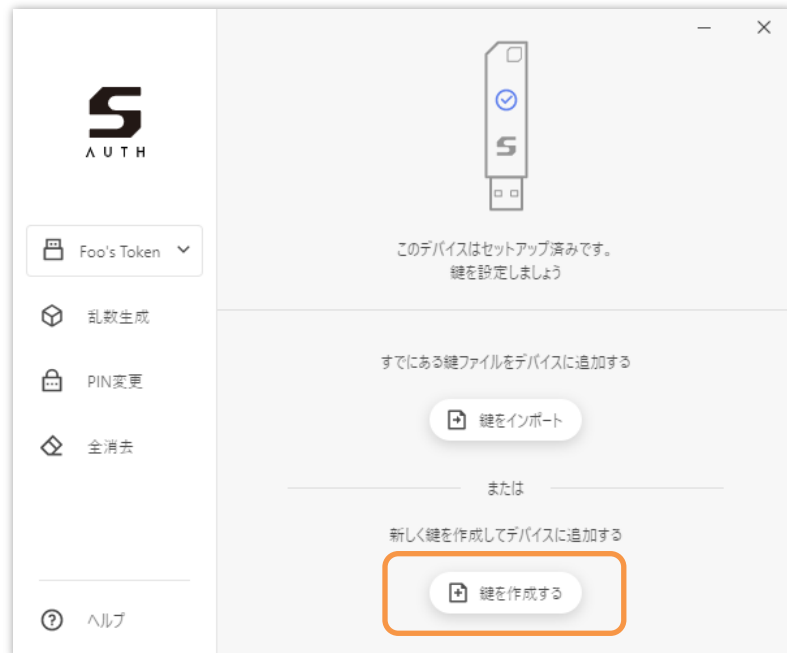 S
AUTH
Foo's Token
乱数生成
PIN変更
全消去
ヘルプ
S
このデバイスはセットアップ済みです。
鍵を設定しましょう
すでにある鍵ファイルをデバイスに追加する
鍵をインポート
または
新しく鍵を作成してデバイスに追加する
鍵を作成する